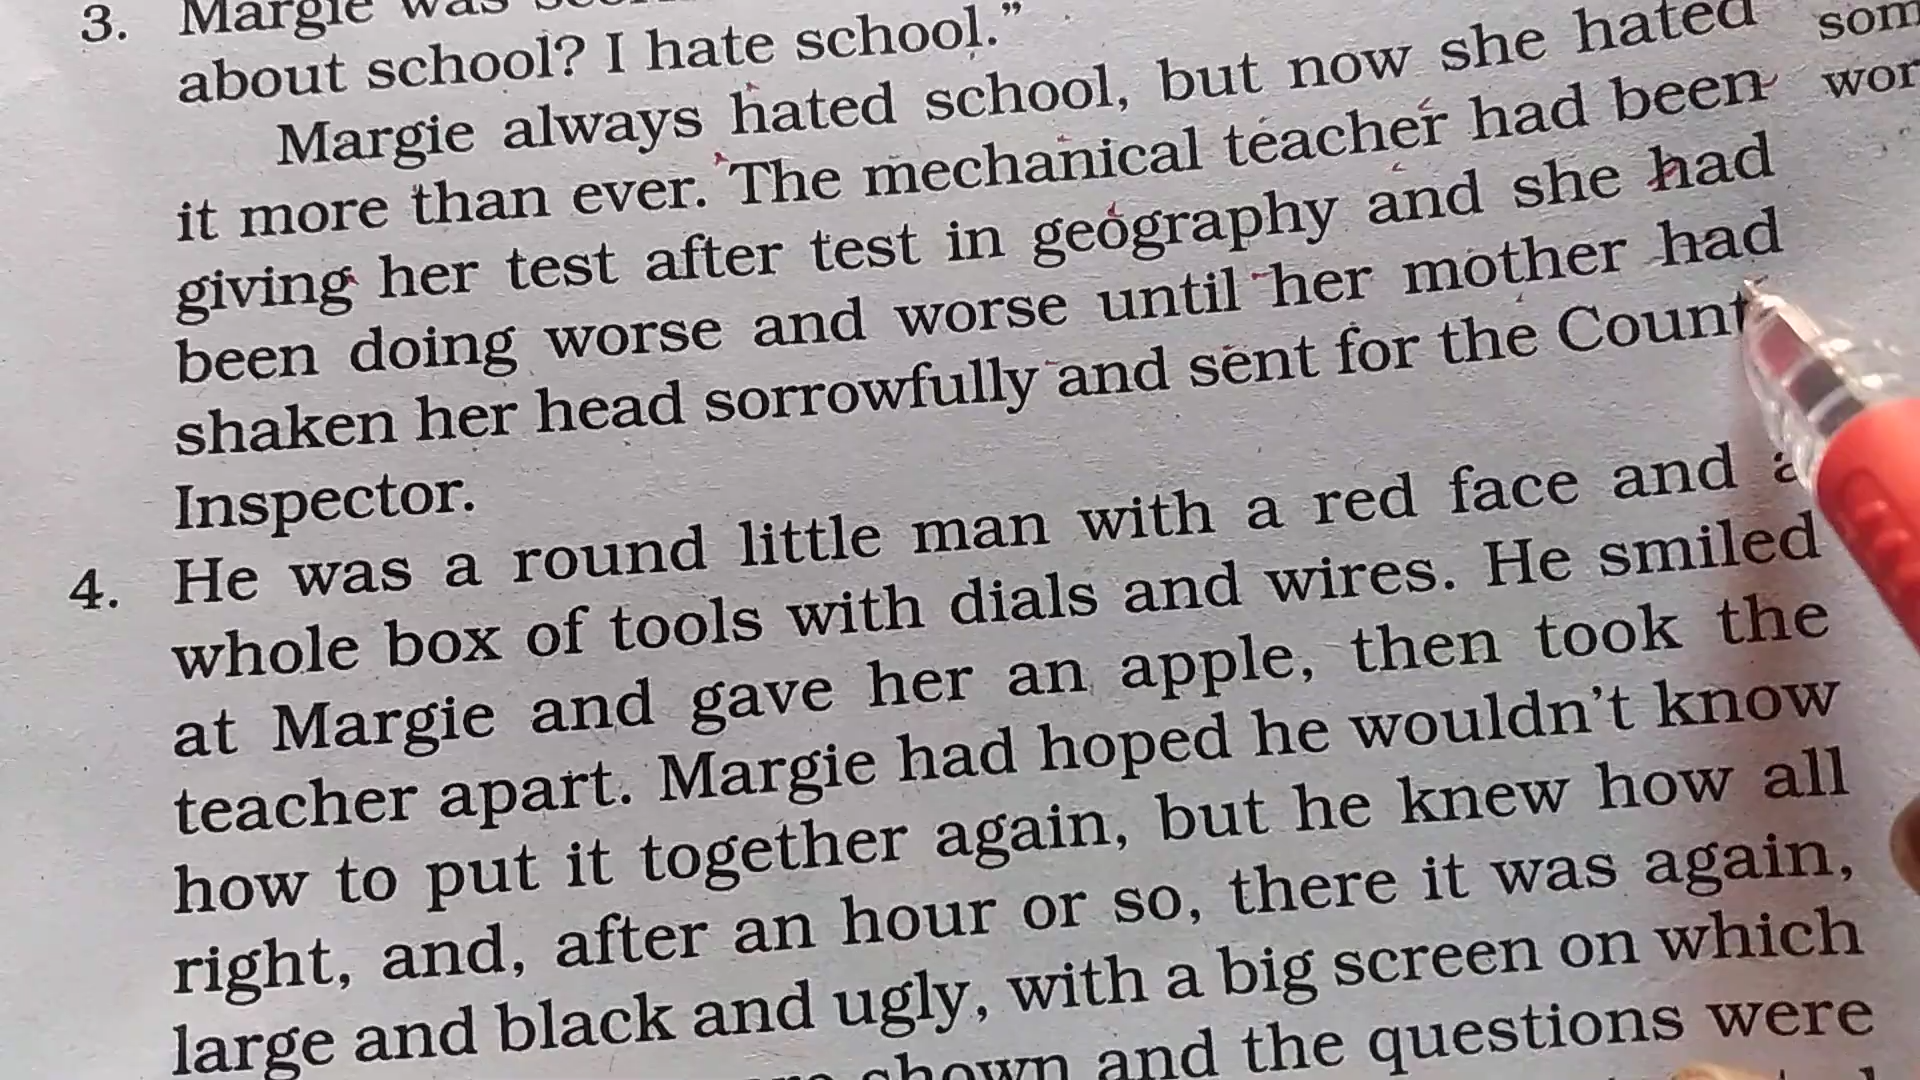 3. Margie was
about school? I hate school.”
Margie always hated school, but now she hated
it more than ever. The mechanical teacher had been
giving her test after test in geography and she had
been doing worse and worse until her mother had
shaken her head sorrowfully and sent for the Count
Inspector.
4. He was a round little man with a red face and a
whole box of tools with dials and wires. He smiled
at Margie and gave her an apple, then took the
teacher apart. Margie had hoped he wouldn’t know
how to put it together again, but he knew how all
right, and, after an hour or so, there it was again,
large and black and ugly, with a big screen on which
shown and the questions were
som
wor